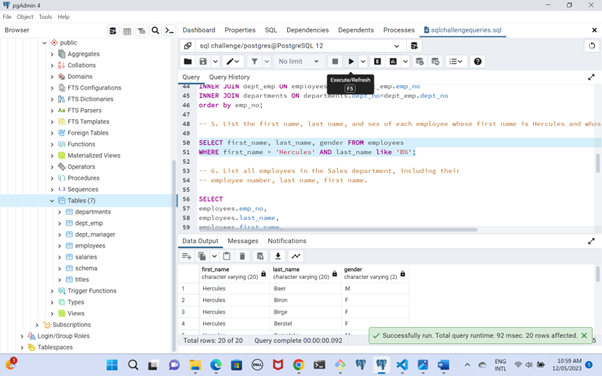 pgAdmin 4
File Object Tools Help
Browser
Dashboard Properties SQL Dependencies Dependents Processes sqlchallengequeries.sql
public
Aggregates
Collations
Domains
FTS Configurations
FTS Dictionaries
FTS Parsers
FTS Templates
Foreign Tables
Functions
Materialized Views
Operators
Procedures
1..3 Sequences
Tables (7)
departments
dept_emp
dept_manager
employees
salaries
schema
titles
Trigger Functions
Types
Views
Subscriptions
Login/Group Roles
Tablespaces
sql challenge/postgres@PostgreSQL 12
No limit
Execute/Refresh
F5
Query Query History
44 INNER JOIN dept_emp ON employees emp_no
45 INNER JOIN departments ON departments.dept_no=dept_emp.dept_no
46 order by emp_no;
47
48 -- 5. List the first name, last name, and sex of each employee whose first name is Hercules and whos
49
50 SELECT first_name, last_name, gender FROM employees
51 WHERE first_name = 'Hercules' AND last_name like 'B%';
52
53 -- 6. List all employees in the Sales department, including their
54 -- employee number, last name, first name.
55
56 SELECT
57 employees.emp_no,
58 employees.last_name,
59 employees.first_name,
Data Output Messages Notifications
first_name last_name gender
character varying (20) character varying (20) character varying (2)
1 Hercules Baer M
2 Hercules Biron F
3 Hercules Birge F
4 Hercules Berstel F
Total rows: 20 of 20 Query complete 00:00:00.092
Successfully run. Total query runtime: 92 msec. 20 rows affected.
ENG
INTL
10:59 AM
12/05/2023